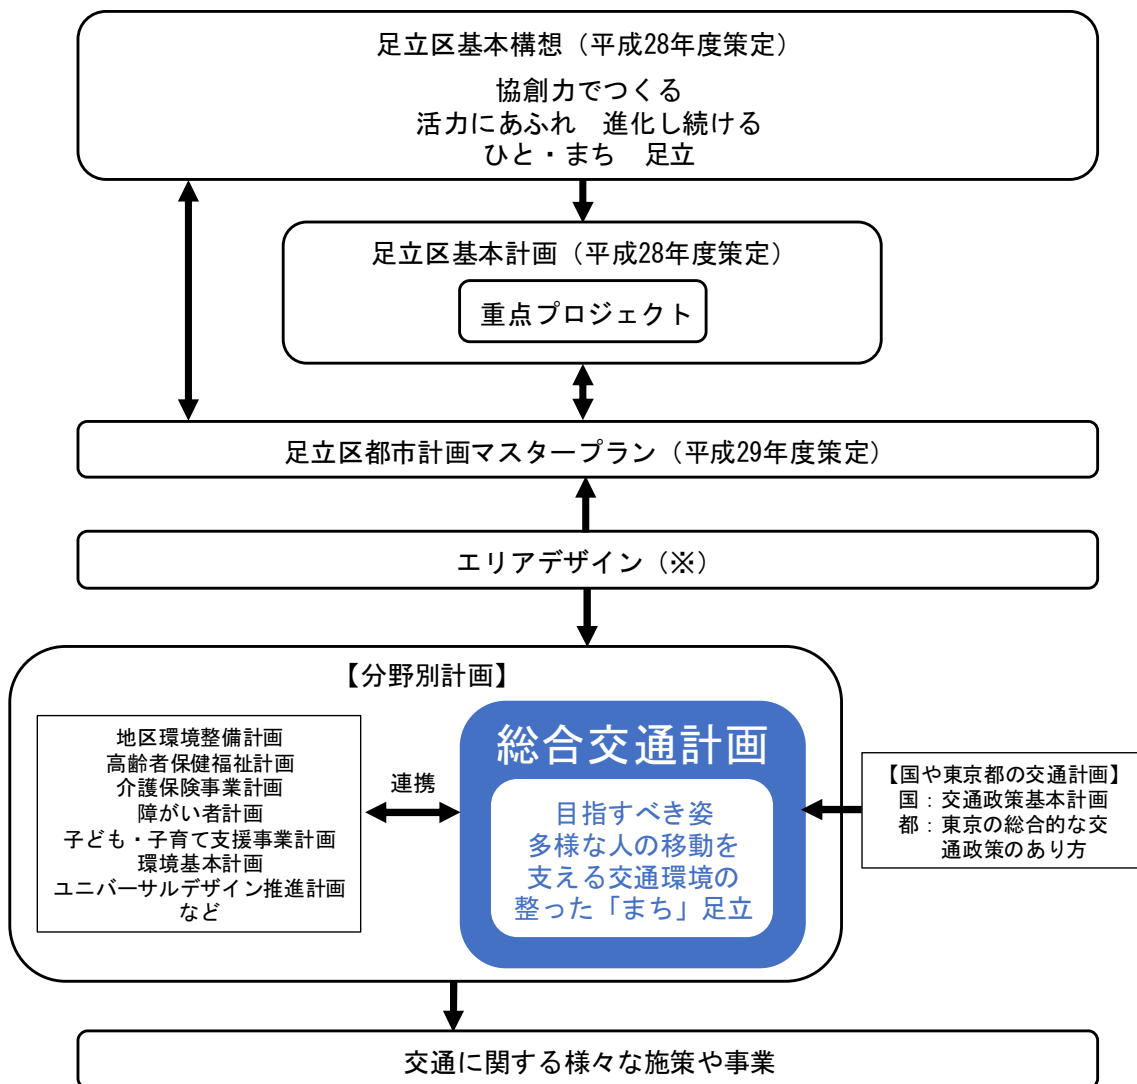 足立区基本構想（平成28年度策定）
協創力でつくる
活力にあふれ　進化し続ける
ひと・まち　足立
足立区基本計画（平成28年度策定）
重点プロジェクト
足立区都市計画マスタープラン（平成29年度策定）
エリアデザイン（※）
【分野別計画】
地区環境整備計画
高齢者保健福祉計画
介護保険事業計画
障がい者計画
子ども・子育て支援事業計画
環境基本計画
ユニバーサルデザイン推進計画
など
連携
総合交通計画
目指すべき姿
多様な人の移動を
支える交通環境の
整った「まち」足立
【国や東京都の交通計画】
国：交通政策基本計画
都：東京の総合的な交
通政策のあり方
交通に関する様々な施策や事業